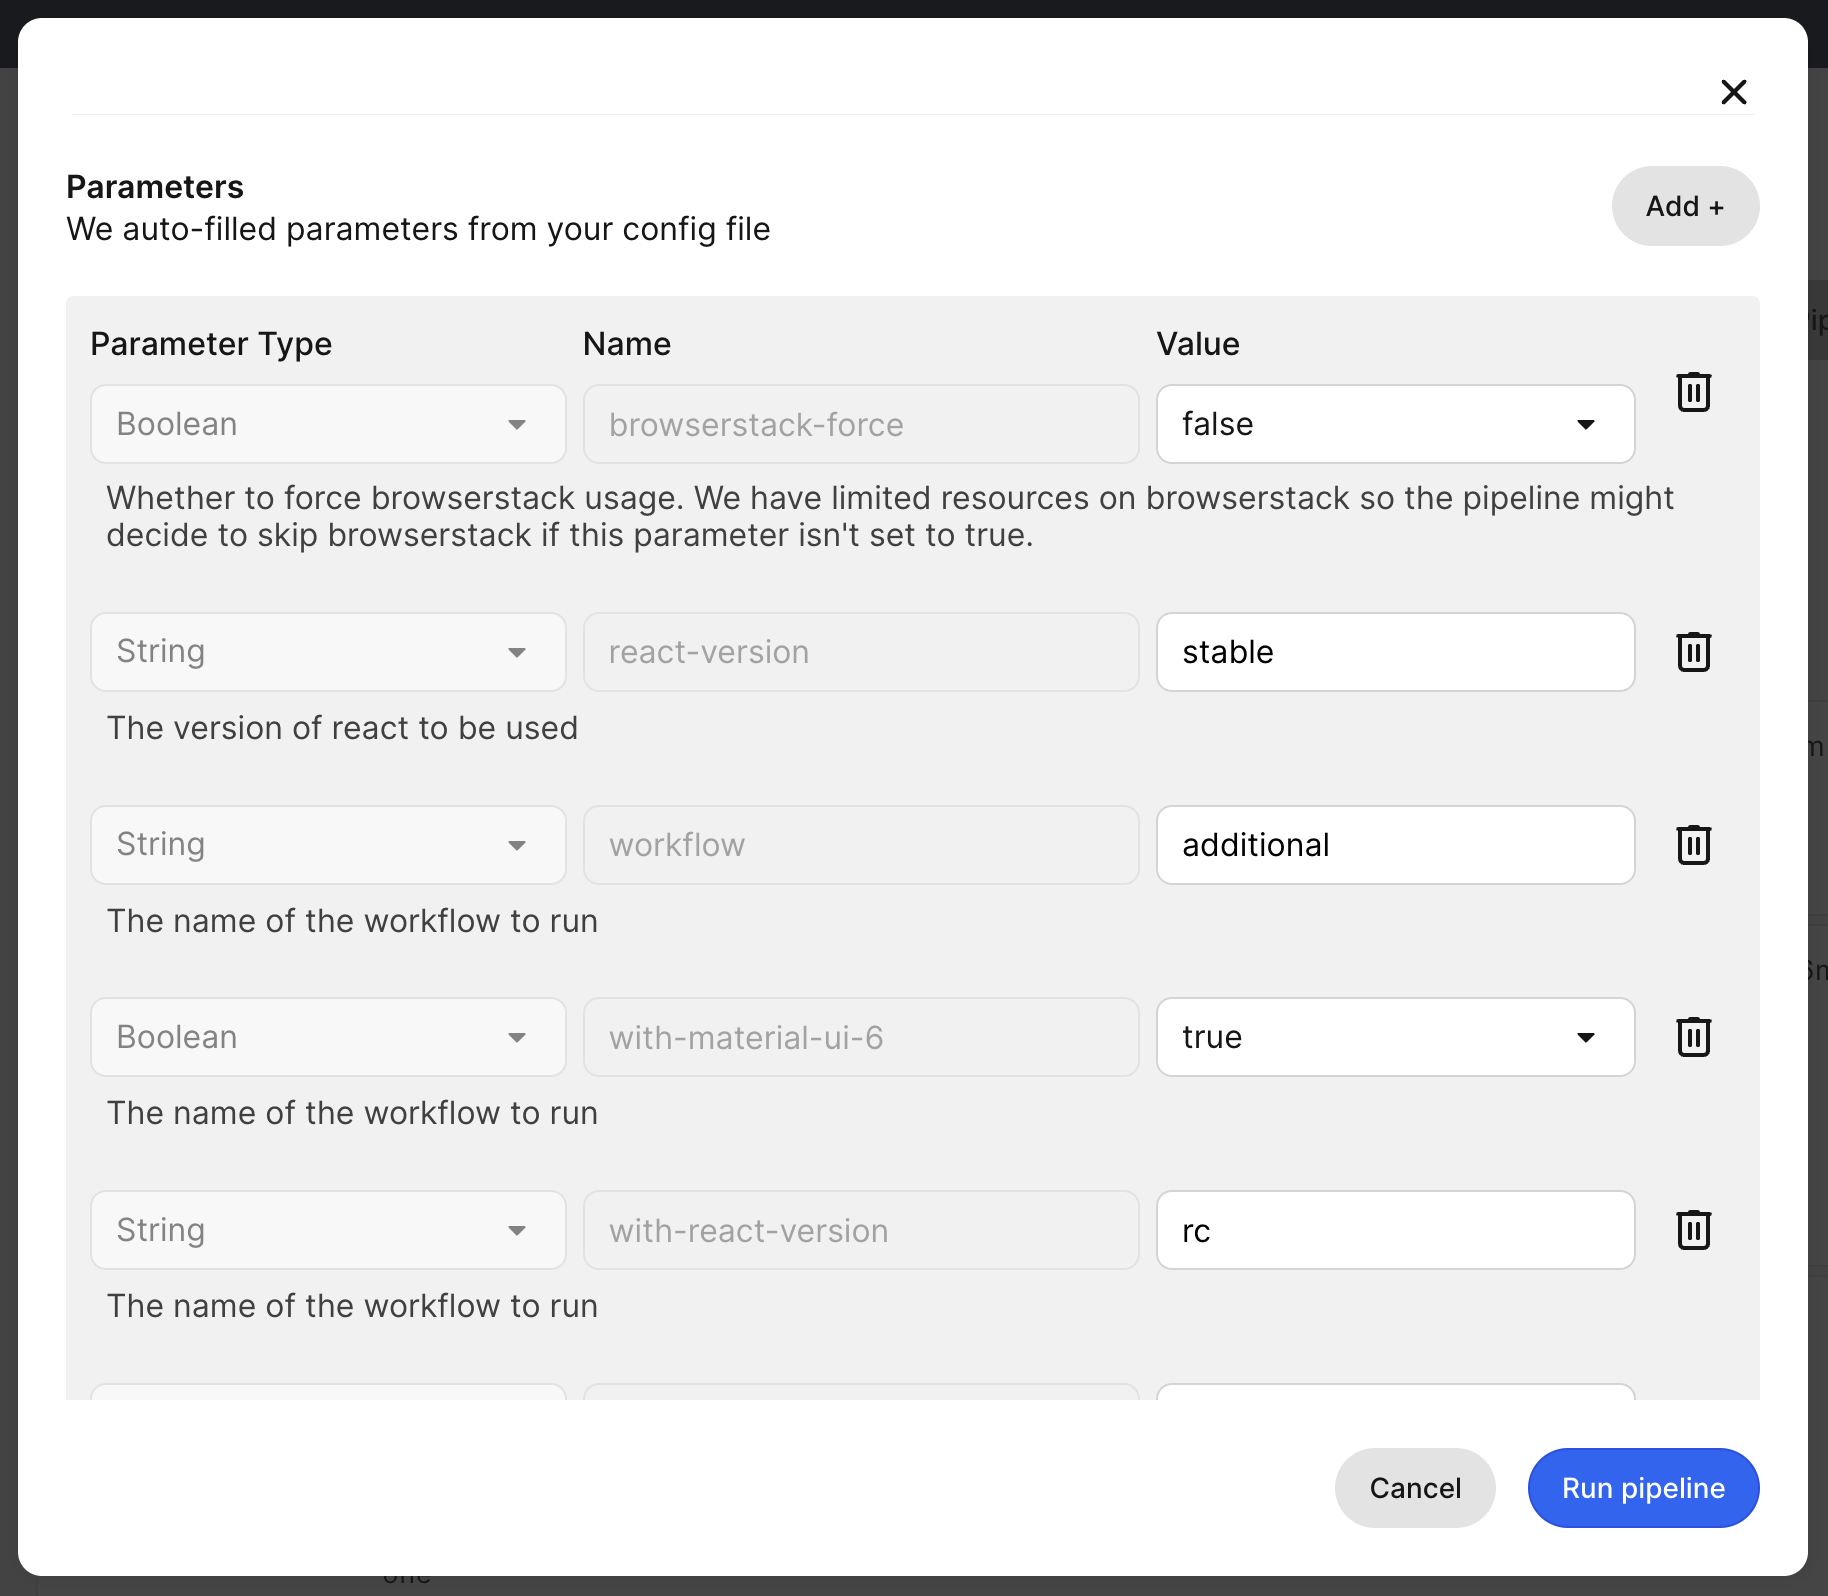 Parameters
We auto-filled parameters from your config file
Add +
Parameter Type Name Value
Boolean browserstack-force false
Whether to force browserstack usage. We have limited resources on browserstack so the pipeline might
decide to skip browserstack if this parameter isn't set to true.
String react-version stable
The version of react to be used
String workflow additional
The name of the workflow to run
Boolean with-material-ui-6 true
The name of the workflow to run
String with-react-version rc
The name of the workflow to run
Cancel Run pipeline